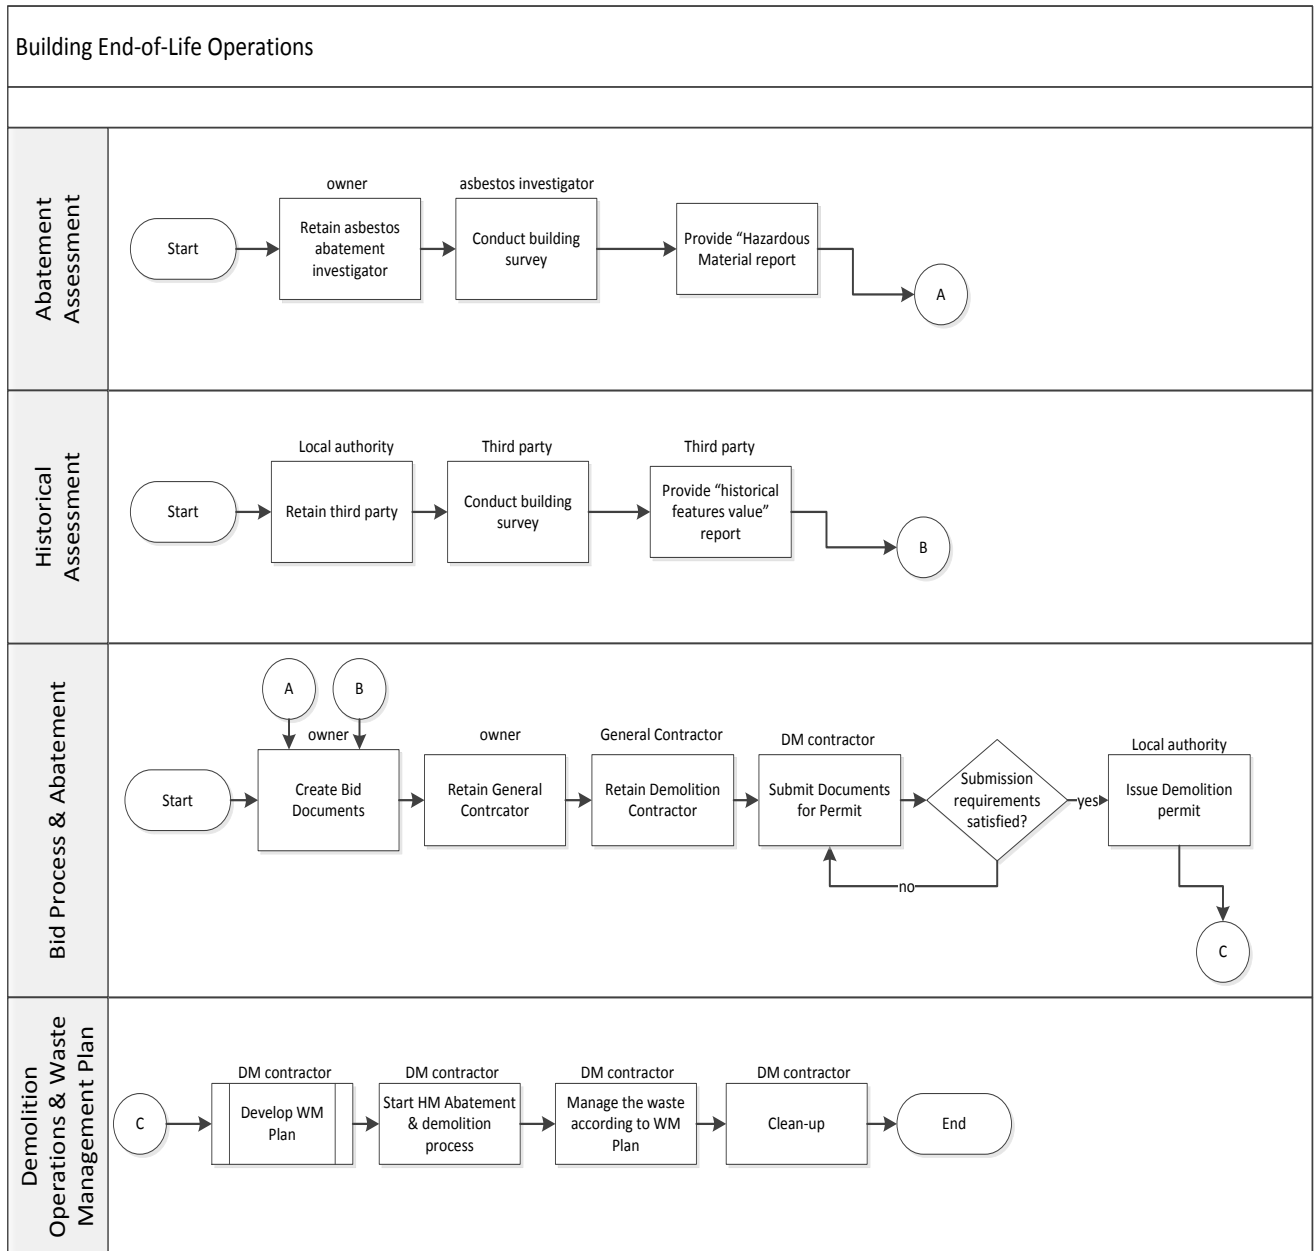 Building End-of-Life Operations
Abatement
Assessment
owner
asbestos investigator
Start
Retain asbestos
abatement
investigator
Conduct building
survey
Provide “Hazardous
Material report
A
Historical
Assessment
Local authority
Third party
Third party
Start
Retain third party
Conduct building
survey
Provide “historical
features value”
report
B
Bid Process & Abatement
A
B
owner
owner
General Contractor
DM contractor
Local authority
Start
Create Bid
Documents
Retain General
Contrcator
Retain Demolition
Contractor
Submit Documents
for Permit
Submission
requirements
satisfied?
yes
no
Issue Demolition
permit
C
Demolition
Operations & Waste
Management Plan
C
DM contractor
Develop WM
Plan
DM contractor
Start HM Abatement
& demolition
process
DM contractor
Manage the waste
according to WM
Plan
DM contractor
Clean-up
End